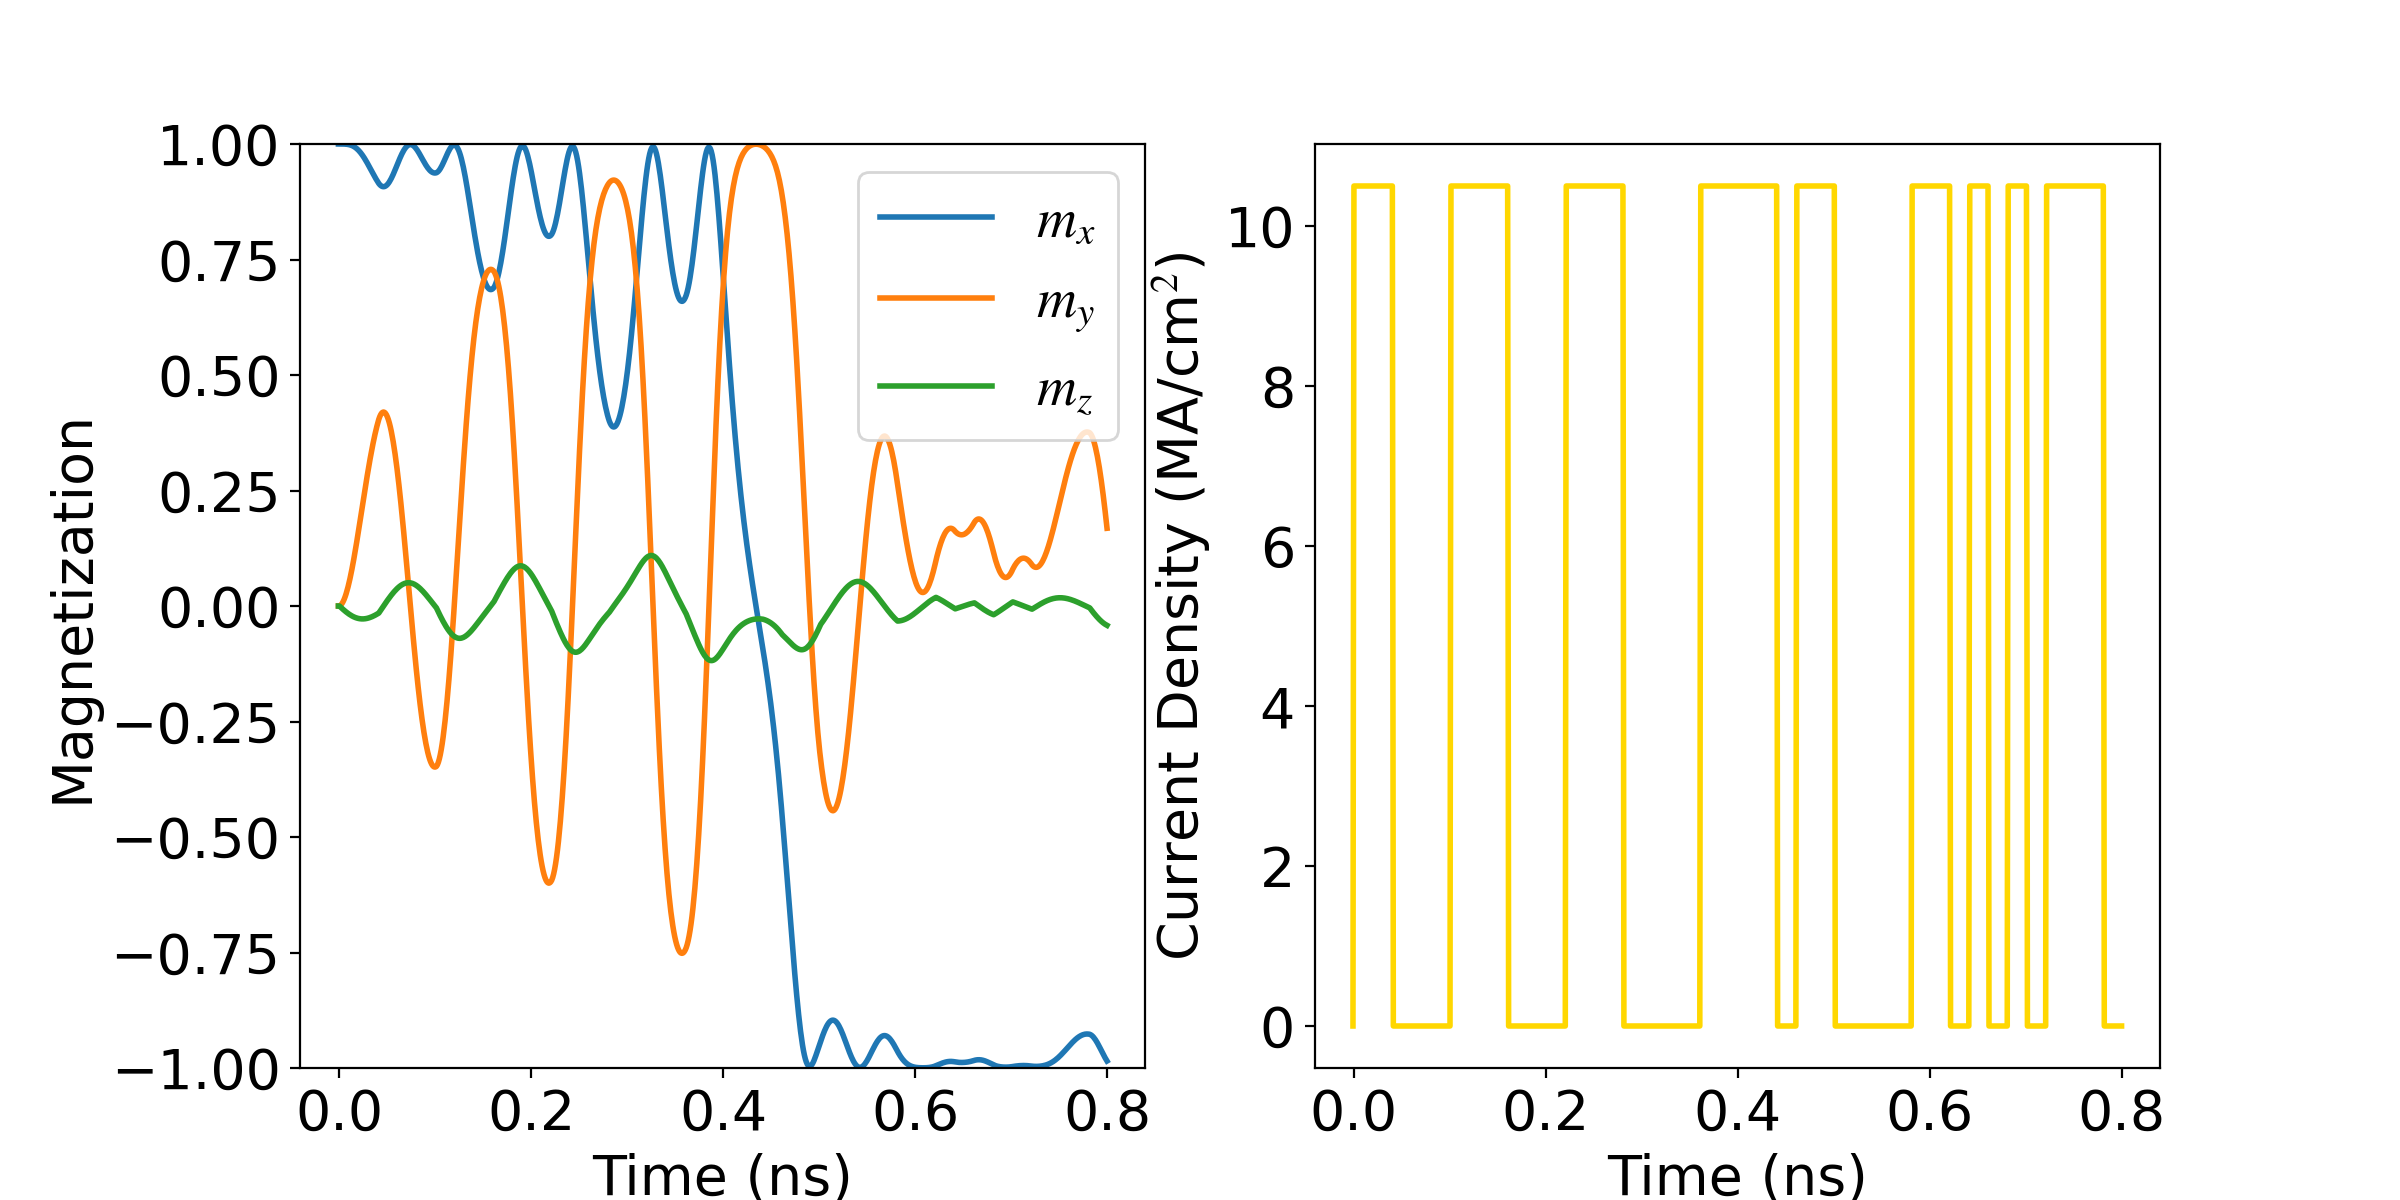 Magnetization
1.00
0.75
0.50
0.25
0.00
−0.25
−0.50
−0.75
−1.00
0.0 0.2 0.4 0.6 0.8
Time (ns)
m_x
m_y
m_z
Current Density (MA/cm²)
10
8
6
4
2
0
0.0 0.2 0.4 0.6 0.8
Time (ns)